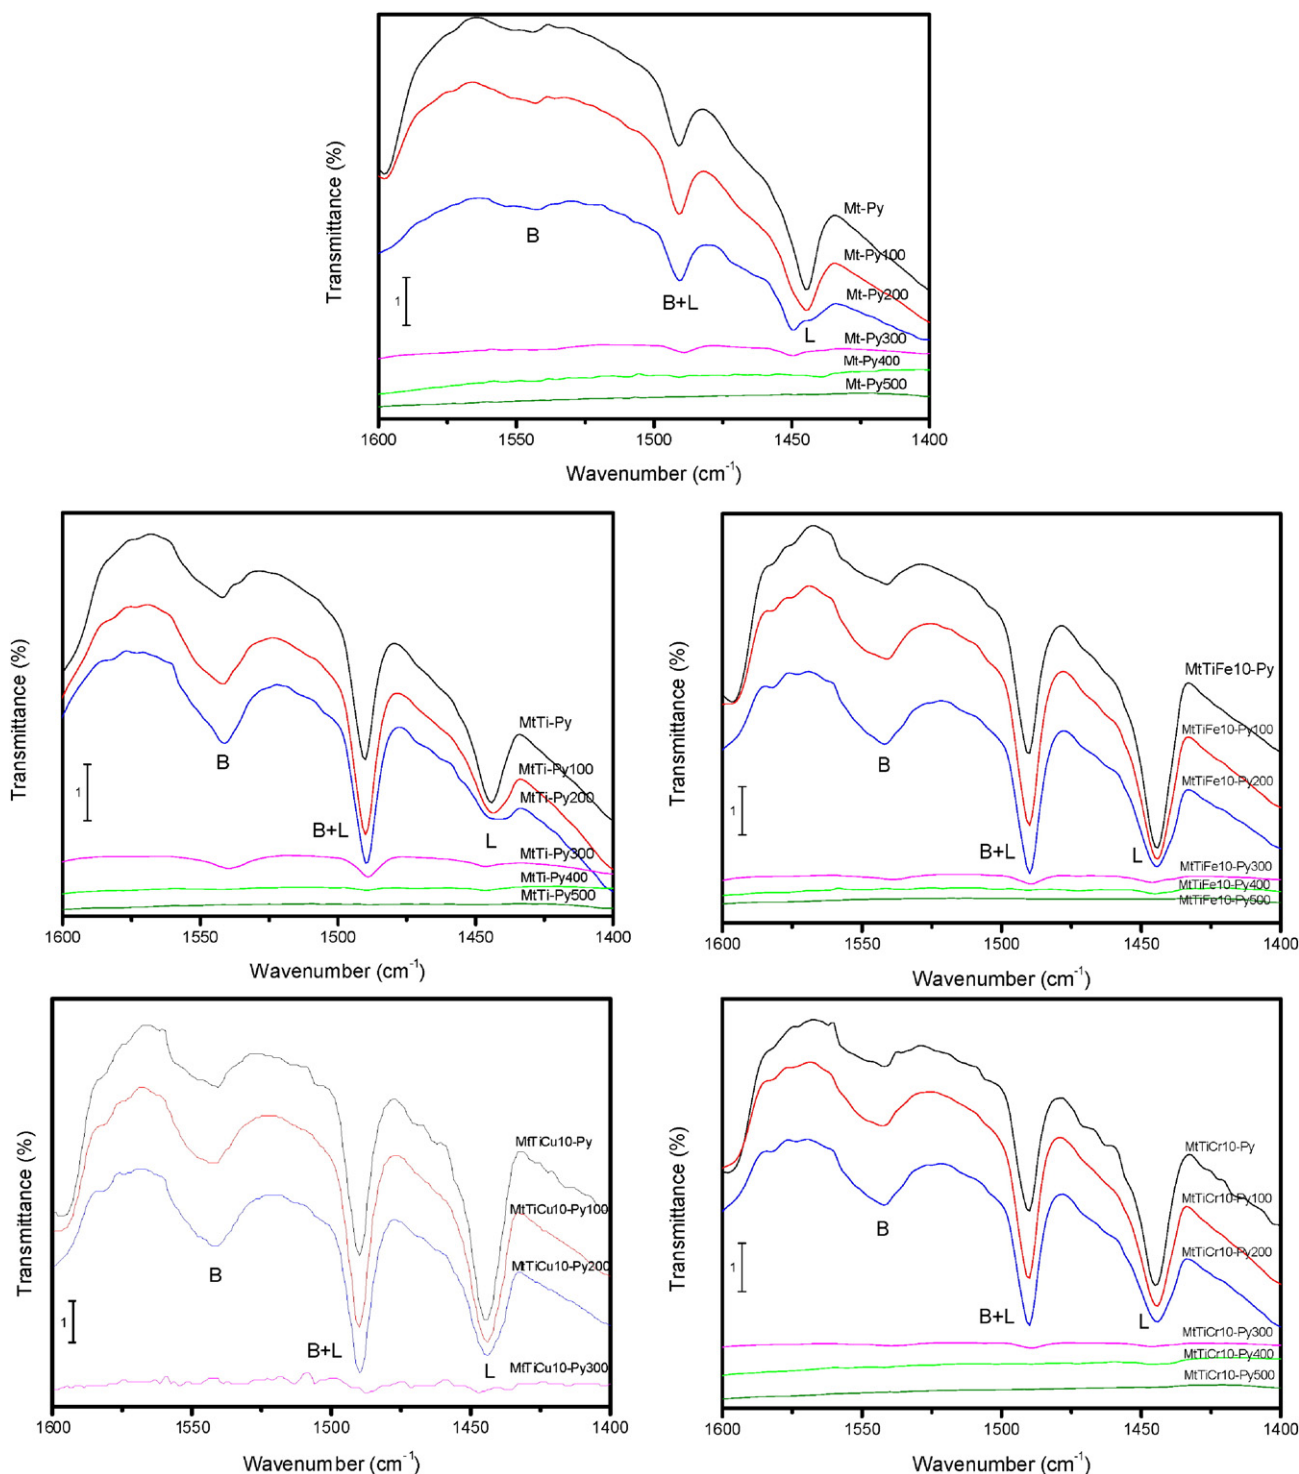 Transmittance (%)
Mt-Py
Mt-Py100
B
Mt-Py200
B+L
1
L
Mt-Py300
Mt-Py400
Mt-Py500
1600 1550 1500 1450 1400
Wavenumber (cm-1)
Transmittance (%)
MtTi-Py
B
MtTi-Py100
1
MtTi-Py200
B+L
L
MtTi-Py300
MtTi-Py400
MtTi-Py500
1600 1550 1500 1450 1400
Wavenumber (cm-1)
Transmittance (%)
MtTiFe10-Py
MtTiFe10-Py100
B
MtTiFe10-Py200
1
B+L
L
MtTiFe10-Py300
MtTiFe10-Py400
MtTiFe10-Py500
1600 1550 1500 1450 1400
Wavenumber (cm-1)
Transmittance (%)
MtTiCu10-Py
MtTiCu10-Py100
MtTiCu10-Py200
B
1
B+L
L
MtTiCu10-Py300
1600 1550 1500 1450 1400
Wavenumber (cm-1)
Transmittance (%)
MtTiCr10-Py
MtTiCr10-Py100
B
MtTiCr10-Py200
1
B+L
L
MtTiCr10-Py300
MtTiCr10-Py400
MtTiCr10-Py500
1600 1550 1500 1450 1400
Wavenumber (cm-1)